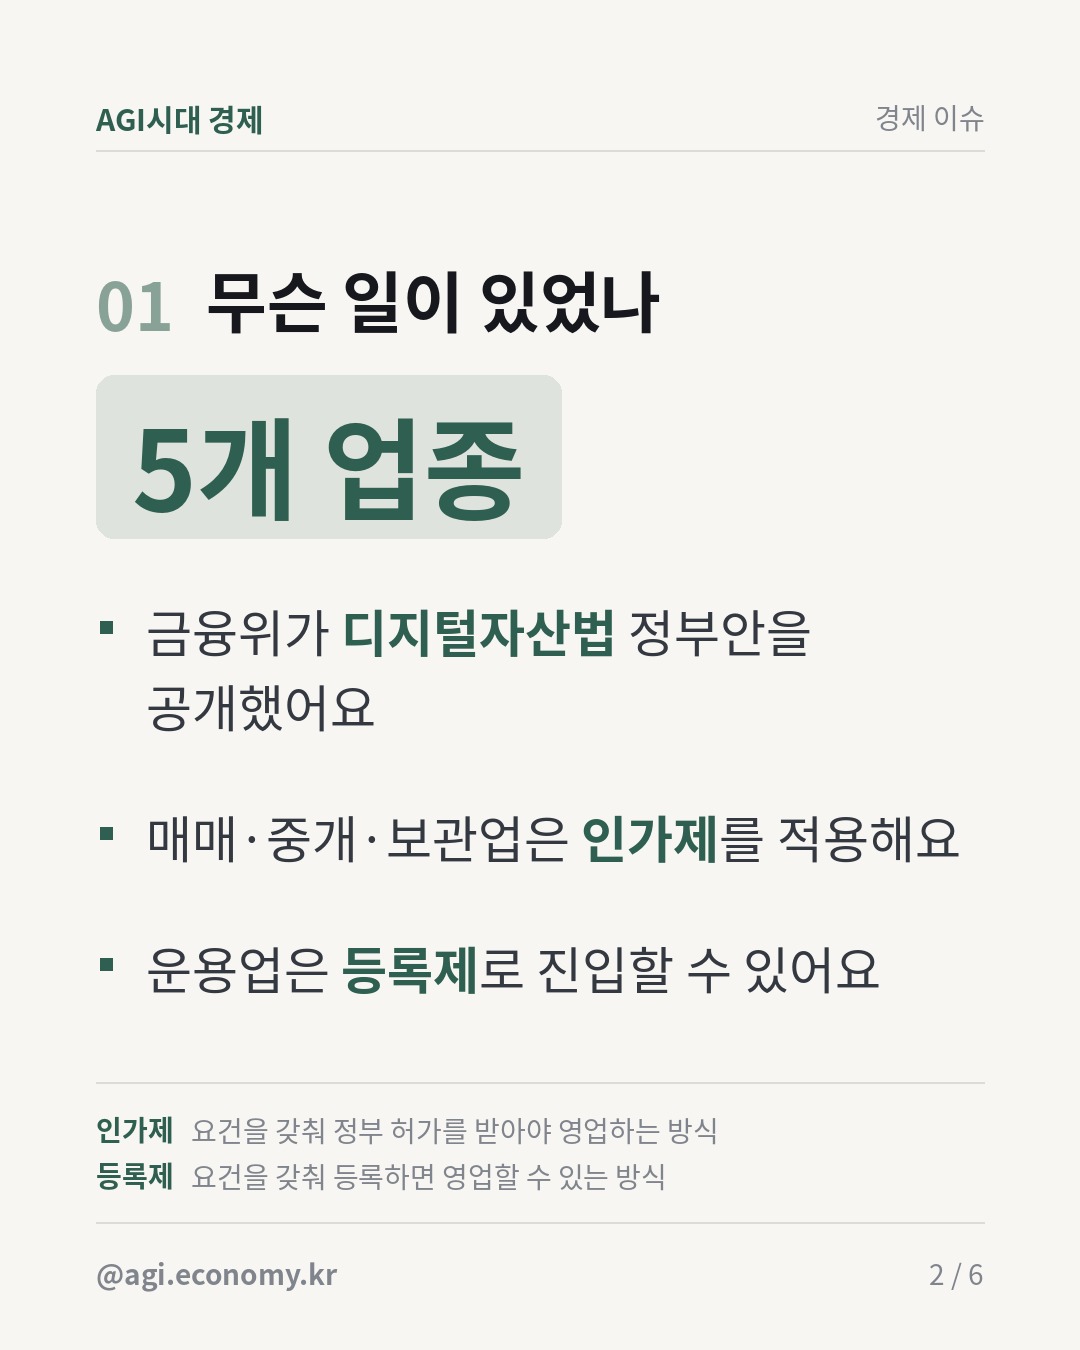 AGI시대 경제
경제 이슈
01 무슨 일이 있었나
5개 업종
▪ 금융위가 디지털자산법 정부안을
공개했어요
▪ 매매·중개·보관업은 인가제를 적용해요
▪ 운용업은 등록제로 진입할 수 있어요
인가제 요건을 갖춰 정부 허가를 받아야 영업하는 방식
등록제 요건을 갖춰 등록하면 영업할 수 있는 방식
@agi.economy.kr
2 / 6